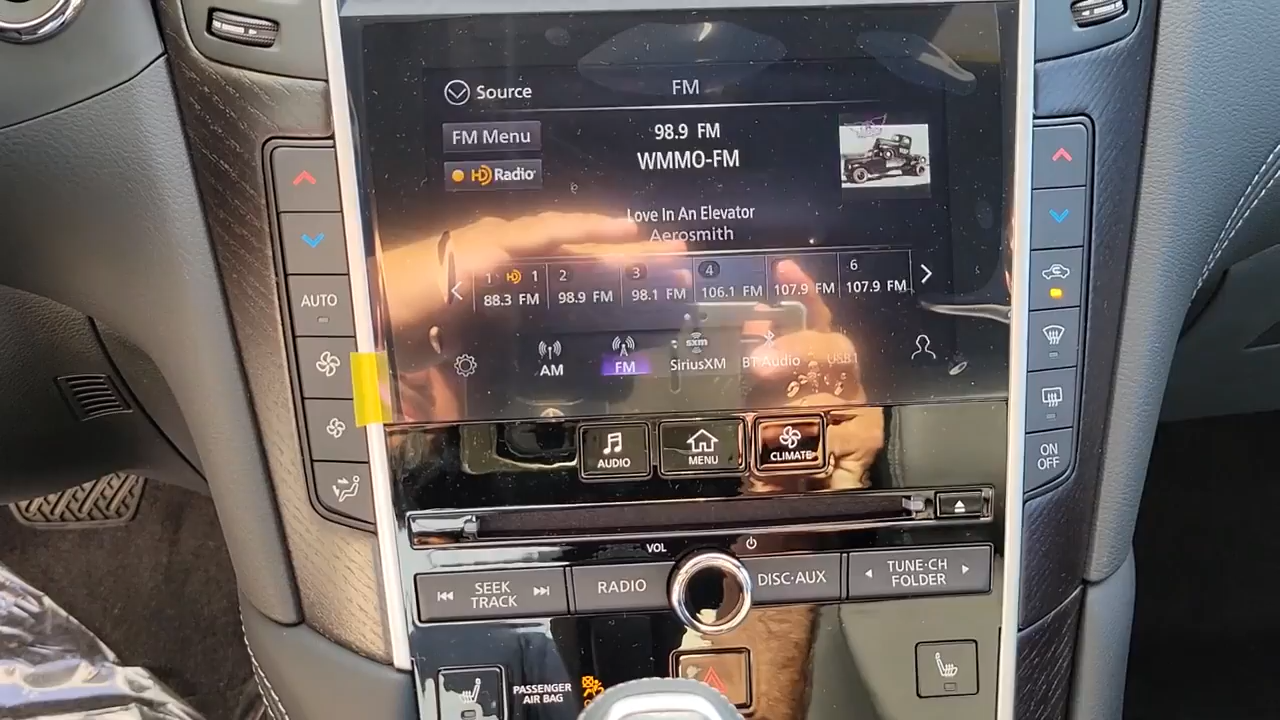 Source
FM
FM Menu
98.9 FM
WMMO-FM
HD Radio
Love In An Elevator
Aerosmith
1 HD 1
88.3 FM
2
98.9 FM
3
98.1 FM
4
106.1 FM
107.9 FM
6
107.9 FM
AM
FM
sxm
SiriusXM
BT Audio
USB1
AUTO
ON
OFF
AUDIO
MENU
CLIMATE
VOL
SEEK
TRACK
RADIO
DISC·AUX
TUNE·CH
FOLDER
PASSENGER
AIR BAG